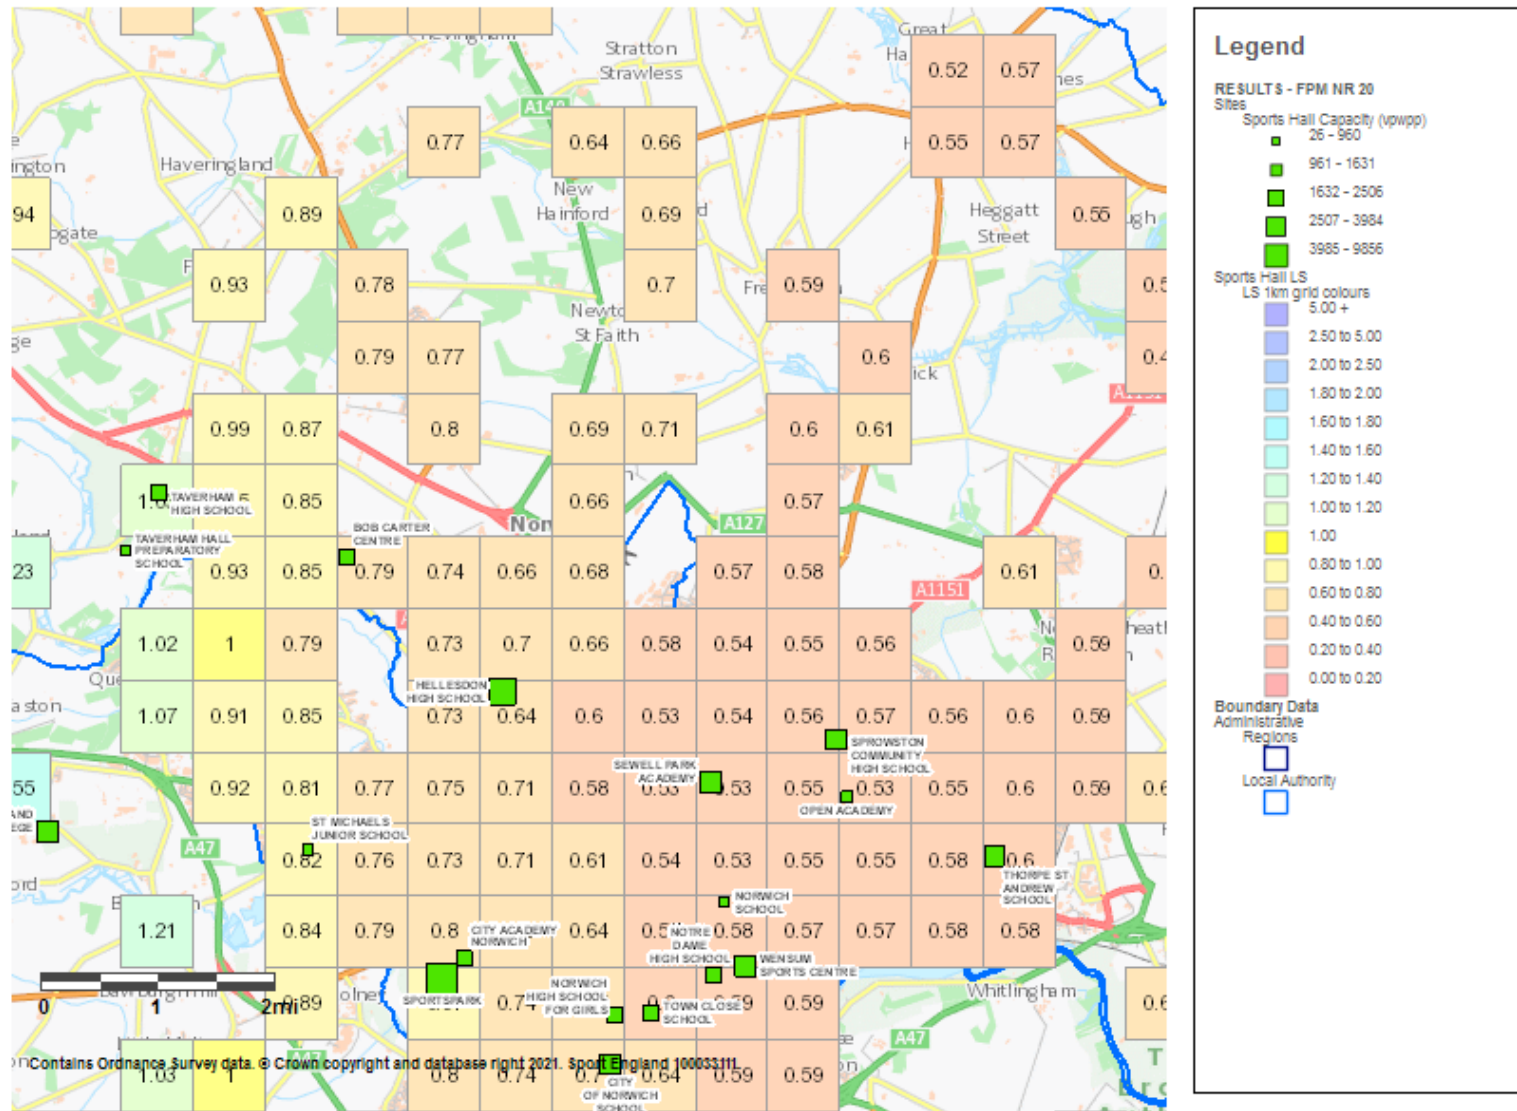 Stratton
Strawless
Great
0.52 0.57
A140
0.77 0.64 0.66 0.55 0.57
Haveringland
ington
94 0.89
New
Hainford
0.69
Heggatt
Street
0.55
0.93 0.78 0.7 0.59
St Faith
0.79 0.77 0.6
ick
A1151
0.99 0.87 0.8 0.69 0.71 0.6 0.61
TAVERHAM
HIGH SCHOOL
0.85 0.66 0.57
BOB CARTER
CENTRE
A127
TAVERHAM HALL
PREPARATORY
SCHOOL
23 0.93 0.85 0.79 0.74 0.66 0.68 0.57 0.58 0.61
A1151
1.02 1 0.79 0.73 0.7 0.66 0.58 0.54 0.55 0.56 0.59
HELLESDON
HIGH SCHOOL
aston
1.07 0.91 0.85 0.73 0.64 0.6 0.53 0.54 0.56 0.57 0.56 0.6 0.59
SPROWSTON
COMMUNITY
HIGH SCHOOL
SEWELL PARK
ACADEMY
55 0.92 0.81 0.77 0.75 0.71 0.58 0.53 0.53 0.55 0.53 0.55 0.6 0.59
OPEN ACADEMY
ST MICHAELS
JUNIOR SCHOOL
A47
0.82 0.76 0.73 0.71 0.61 0.54 0.53 0.55 0.55 0.58 0.6
THORPE ST
ANDREW
SCHOOL
NORWICH
SCHOOL
1.21 0.84 0.79 0.8 0.64 0.58 0.57 0.57 0.58 0.58
CITY ACADEMY
NORWICH
NOTRE
DAME
HIGH SCHOOL
WENSUM
SPORTS CENTRE
SPORTSPARK
NORWICH
HIGH SCHOOL
FOR GIRLS
TOWN CLOSE
SCHOOL
0.89 0.74 0.59 0.59
Whitlingham
0 1 2mi
A47
A47
Contains Ordnance Survey data. © Crown copyright and database right 2021. Sport England 100033111.
1.03 1 0.8 0.74 0.64 0.59 0.59
CITY
OF NORWICH
SCHOOL
Legend
RESULTS - FPM NR 20
Sites
Sports Hall Capacity (vpwpp)
26 - 960
961 - 1631
1632 - 2506
2507 - 3984
3985 - 9856
Sports Hall LS
LS 1km grid colours
5.00 +
2.50 to 5.00
2.00 to 2.50
1.80 to 2.00
1.60 to 1.80
1.40 to 1.60
1.20 to 1.40
1.00 to 1.20
1.00
0.80 to 1.00
0.60 to 0.80
0.40 to 0.60
0.20 to 0.40
0.00 to 0.20
Boundary Data
Administrative
Regions
Local Authority